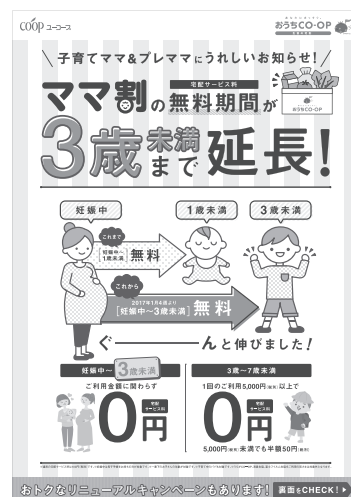 coop ユーコープ
おうちCO-OP
子育てママ&プレママにうれしいお知らせ!
宅配サービス料
ママ割の無料期間が
おうちCO-OP
3歳未満まで延長!
妊娠中
1歳未満
3歳未満
これまで
[妊娠中〜1歳未満] 無料
これから
2017年1月4週より
[妊娠中〜3歳未満] 無料
ぐーーーんと伸びました!
妊娠中〜3歳未満
ご利用金額に関わらず
宅配サービス料
0円
3歳〜7歳未満
1回のご利用5,000円(税抜)以上で
宅配サービス料
0円
5,000円(税抜)未満でも半額50円(税抜)
おトクなリニューアルキャンペーンもあります!
裏面をCHECK!